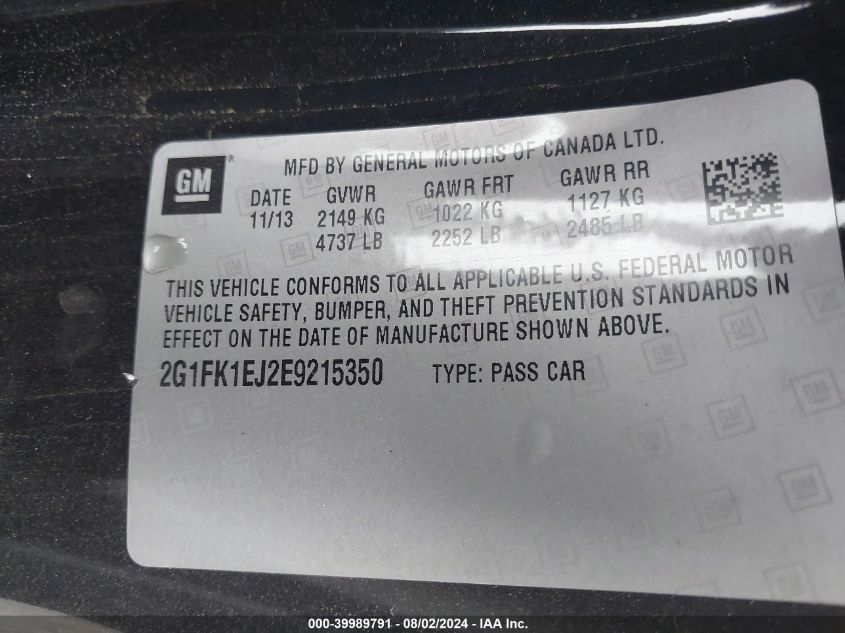 GM
MFD BY GENERAL MOTORS OF CANADA LTD.
DATE GVWR GAWR FRT GAWR RR
11/13 2149 KG 1022 KG 1127 KG
4737 LB 2252 LB 2485 LB
THIS VEHICLE CONFORMS TO ALL APPLICABLE U.S. FEDERAL MOTOR
VEHICLE SAFETY, BUMPER, AND THEFT PREVENTION STANDARDS IN
EFFECT ON THE DATE OF MANUFACTURE SHOWN ABOVE.
2G1FK1EJ2E9215350 TYPE: PASS CAR
000-39989791 - 08/02/2024 - IAA Inc.